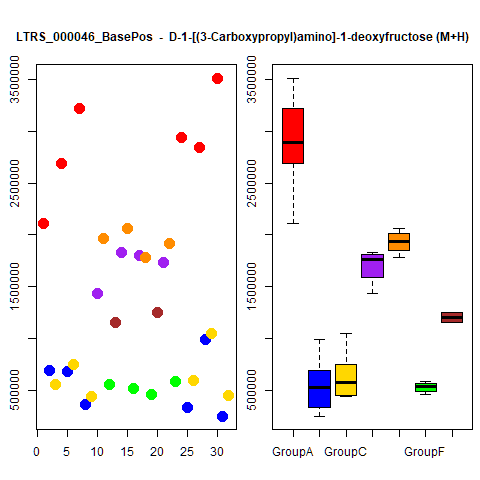 LTRS_000046_BasePos - D-1-[(3-Carboxypropyl)amino]-1-deoxyfructose (M+H)
3500000
2500000
1500000
500000
0 5 10 15 20 25 30
3500000
2500000
1500000
500000
GroupA GroupC GroupF